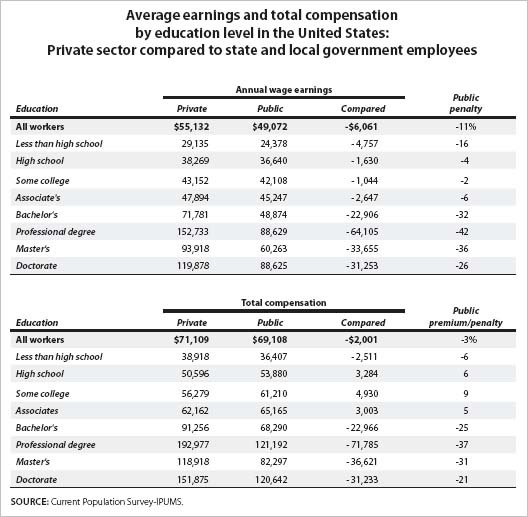 Average earnings and total compensation
by education level in the United States:
Private sector compared to state and local government employees
Annual wage earnings
Public
Education Private Public Compared penalty
All workers $55,132 $49,072 -$6,061 -11%
Less than high school 29,135 24,378 -4,757 -16
High school 38,269 36,640 -1,630 -4
Some college 43,152 42,108 -1,044 -2
Associate's 47,894 45,247 -2,647 -6
Bachelor's 71,781 48,874 -22,906 -32
Professional degree 152,733 88,629 -64,105 -42
Master's 93,918 60,263 -33,655 -36
Doctorate 119,878 88,625 -31,253 -26
Total compensation
Public
Education Private Public Compared premium/penalty
All workers $71,109 $69,108 -$2,001 -3%
Less than high school 38,918 36,407 -2,511 -6
High school 50,596 53,880 3,284 6
Some college 56,279 61,210 4,930 9
Associates 62,162 65,165 3,003 5
Bachelor's 91,256 68,290 -22,966 -25
Professional degree 192,977 121,192 -71,785 -37
Master's 118,918 82,297 -36,621 -31
Doctorate 151,875 120,642 -31,233 -21
SOURCE: Current Population Survey-IPUMS.